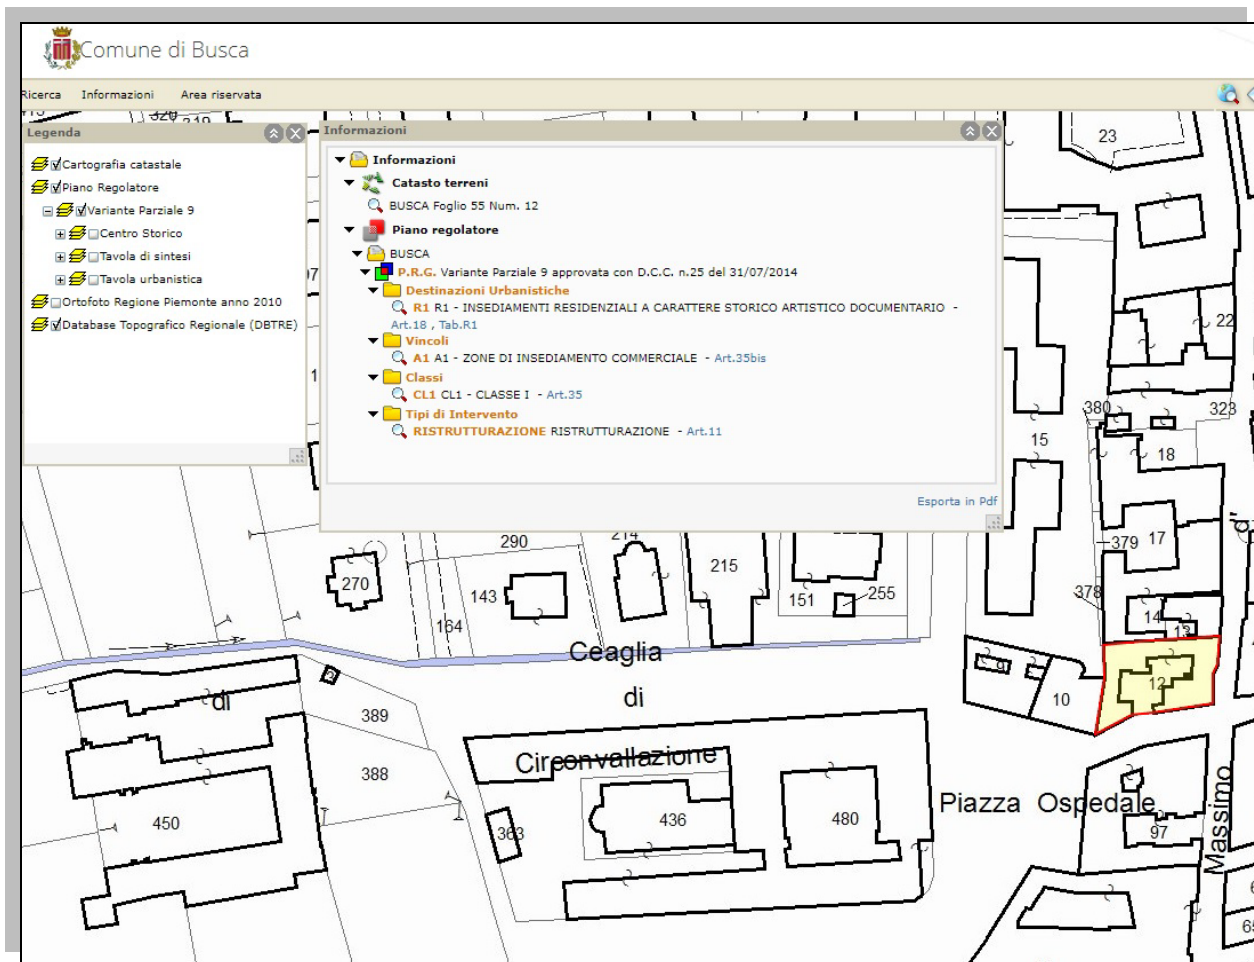 Comune di Busca
Ricerca Informazioni Area riservata
Legenda
Cartografia catastale
Piano Regolatore
Variante Parziale 9
Centro Storico
Tavola di sintesi
Tavola urbanistica
Ortofoto Regione Piemonte anno 2010
Database Topografico Regionale (DBTRE)
Informazioni
Informazioni
Catasto terreni
BUSCA Foglio 55 Num. 12
Piano regolatore
BUSCA
P.R.G. Variante Parziale 9 approvata con D.C.C. n.25 del 31/07/2014
Destinazioni Urbanistiche
R1 R1 - INSEDIAMENTI RESIDENZIALI A CARATTERE STORICO ARTISTICO DOCUMENTARIO -
Art.18 , Tab.R1
Vincoli
A1 A1 - ZONE DI INSEDIAMENTO COMMERCIALE - Art.35bis
Classi
CL1 CL1 - CLASSE I - Art.35
Tipi di Intervento
RISTRUTTURAZIONE RISTRUTTURAZIONE - Art.11
Esporta in Pdf
23
22
380
323
15
18
379 17
290
214
215
270
143
151
255
378
14
13
164
Ceaglia
9
12
10
di
di
389
Circonvallazione
388
Piazza Ospedale
Massimo
d'
450
363
436
480
97